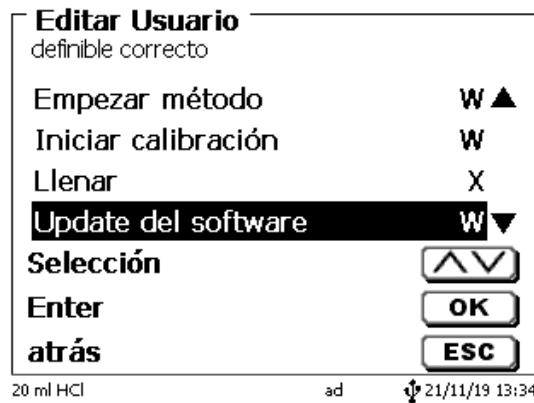 Editar Usuario
definible correcto
Empezar método W
Iniciar calibración W
Llenar X
Update del software W
Selección
Enter OK
atrás ESC
20 ml HCl ad 21/11/19 13:34